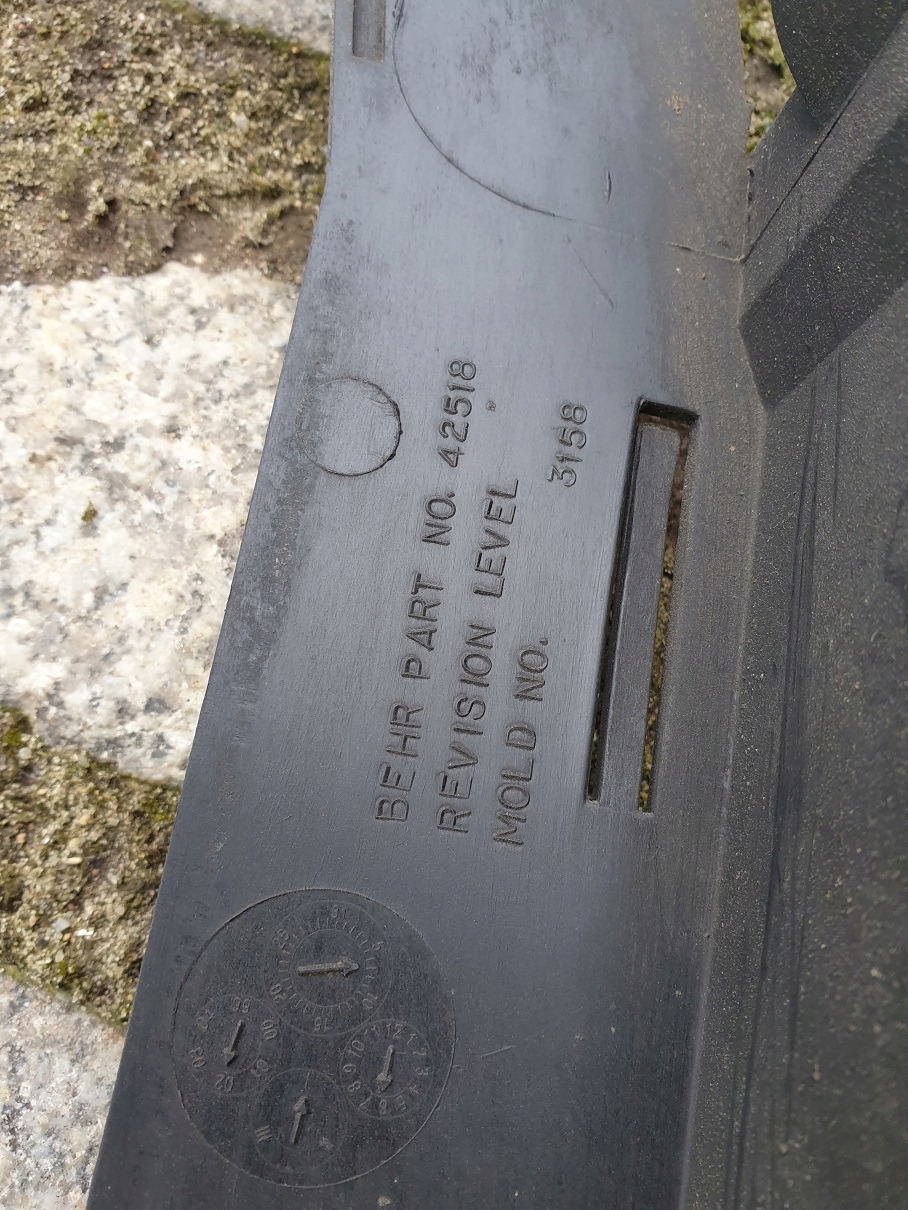 BEHR PART NO. 42518
REVISION LEVEL
MOLD NO. 3158